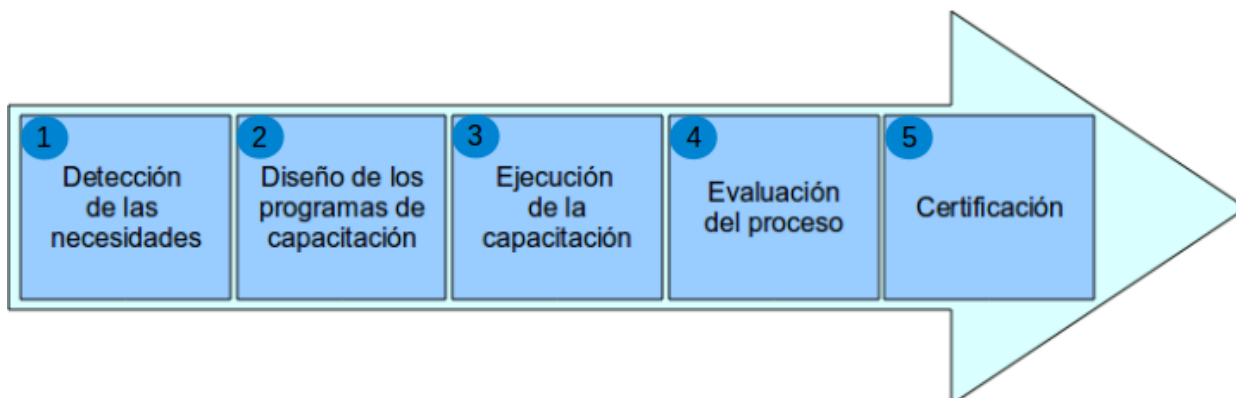 1
Detección
de las
necesidades
2
Diseño de los
programas de
capacitación
3
Ejecución
de la
capacitación
4
Evaluación
del proceso
5
Certificación